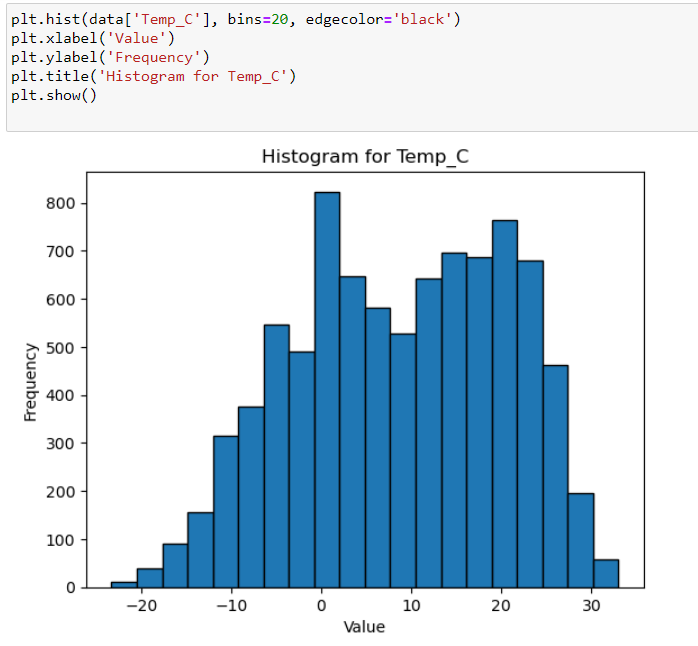 plt.hist(data['Temp_C'], bins=20, edgecolor='black')
plt.xlabel('Value')
plt.ylabel('Frequency')
plt.title('Histogram for Temp_C')
plt.show()
Histogram for Temp_C
800
700
600
500
400
300
200
100
0
Frequency
−20 −10 0 10 20 30
Value